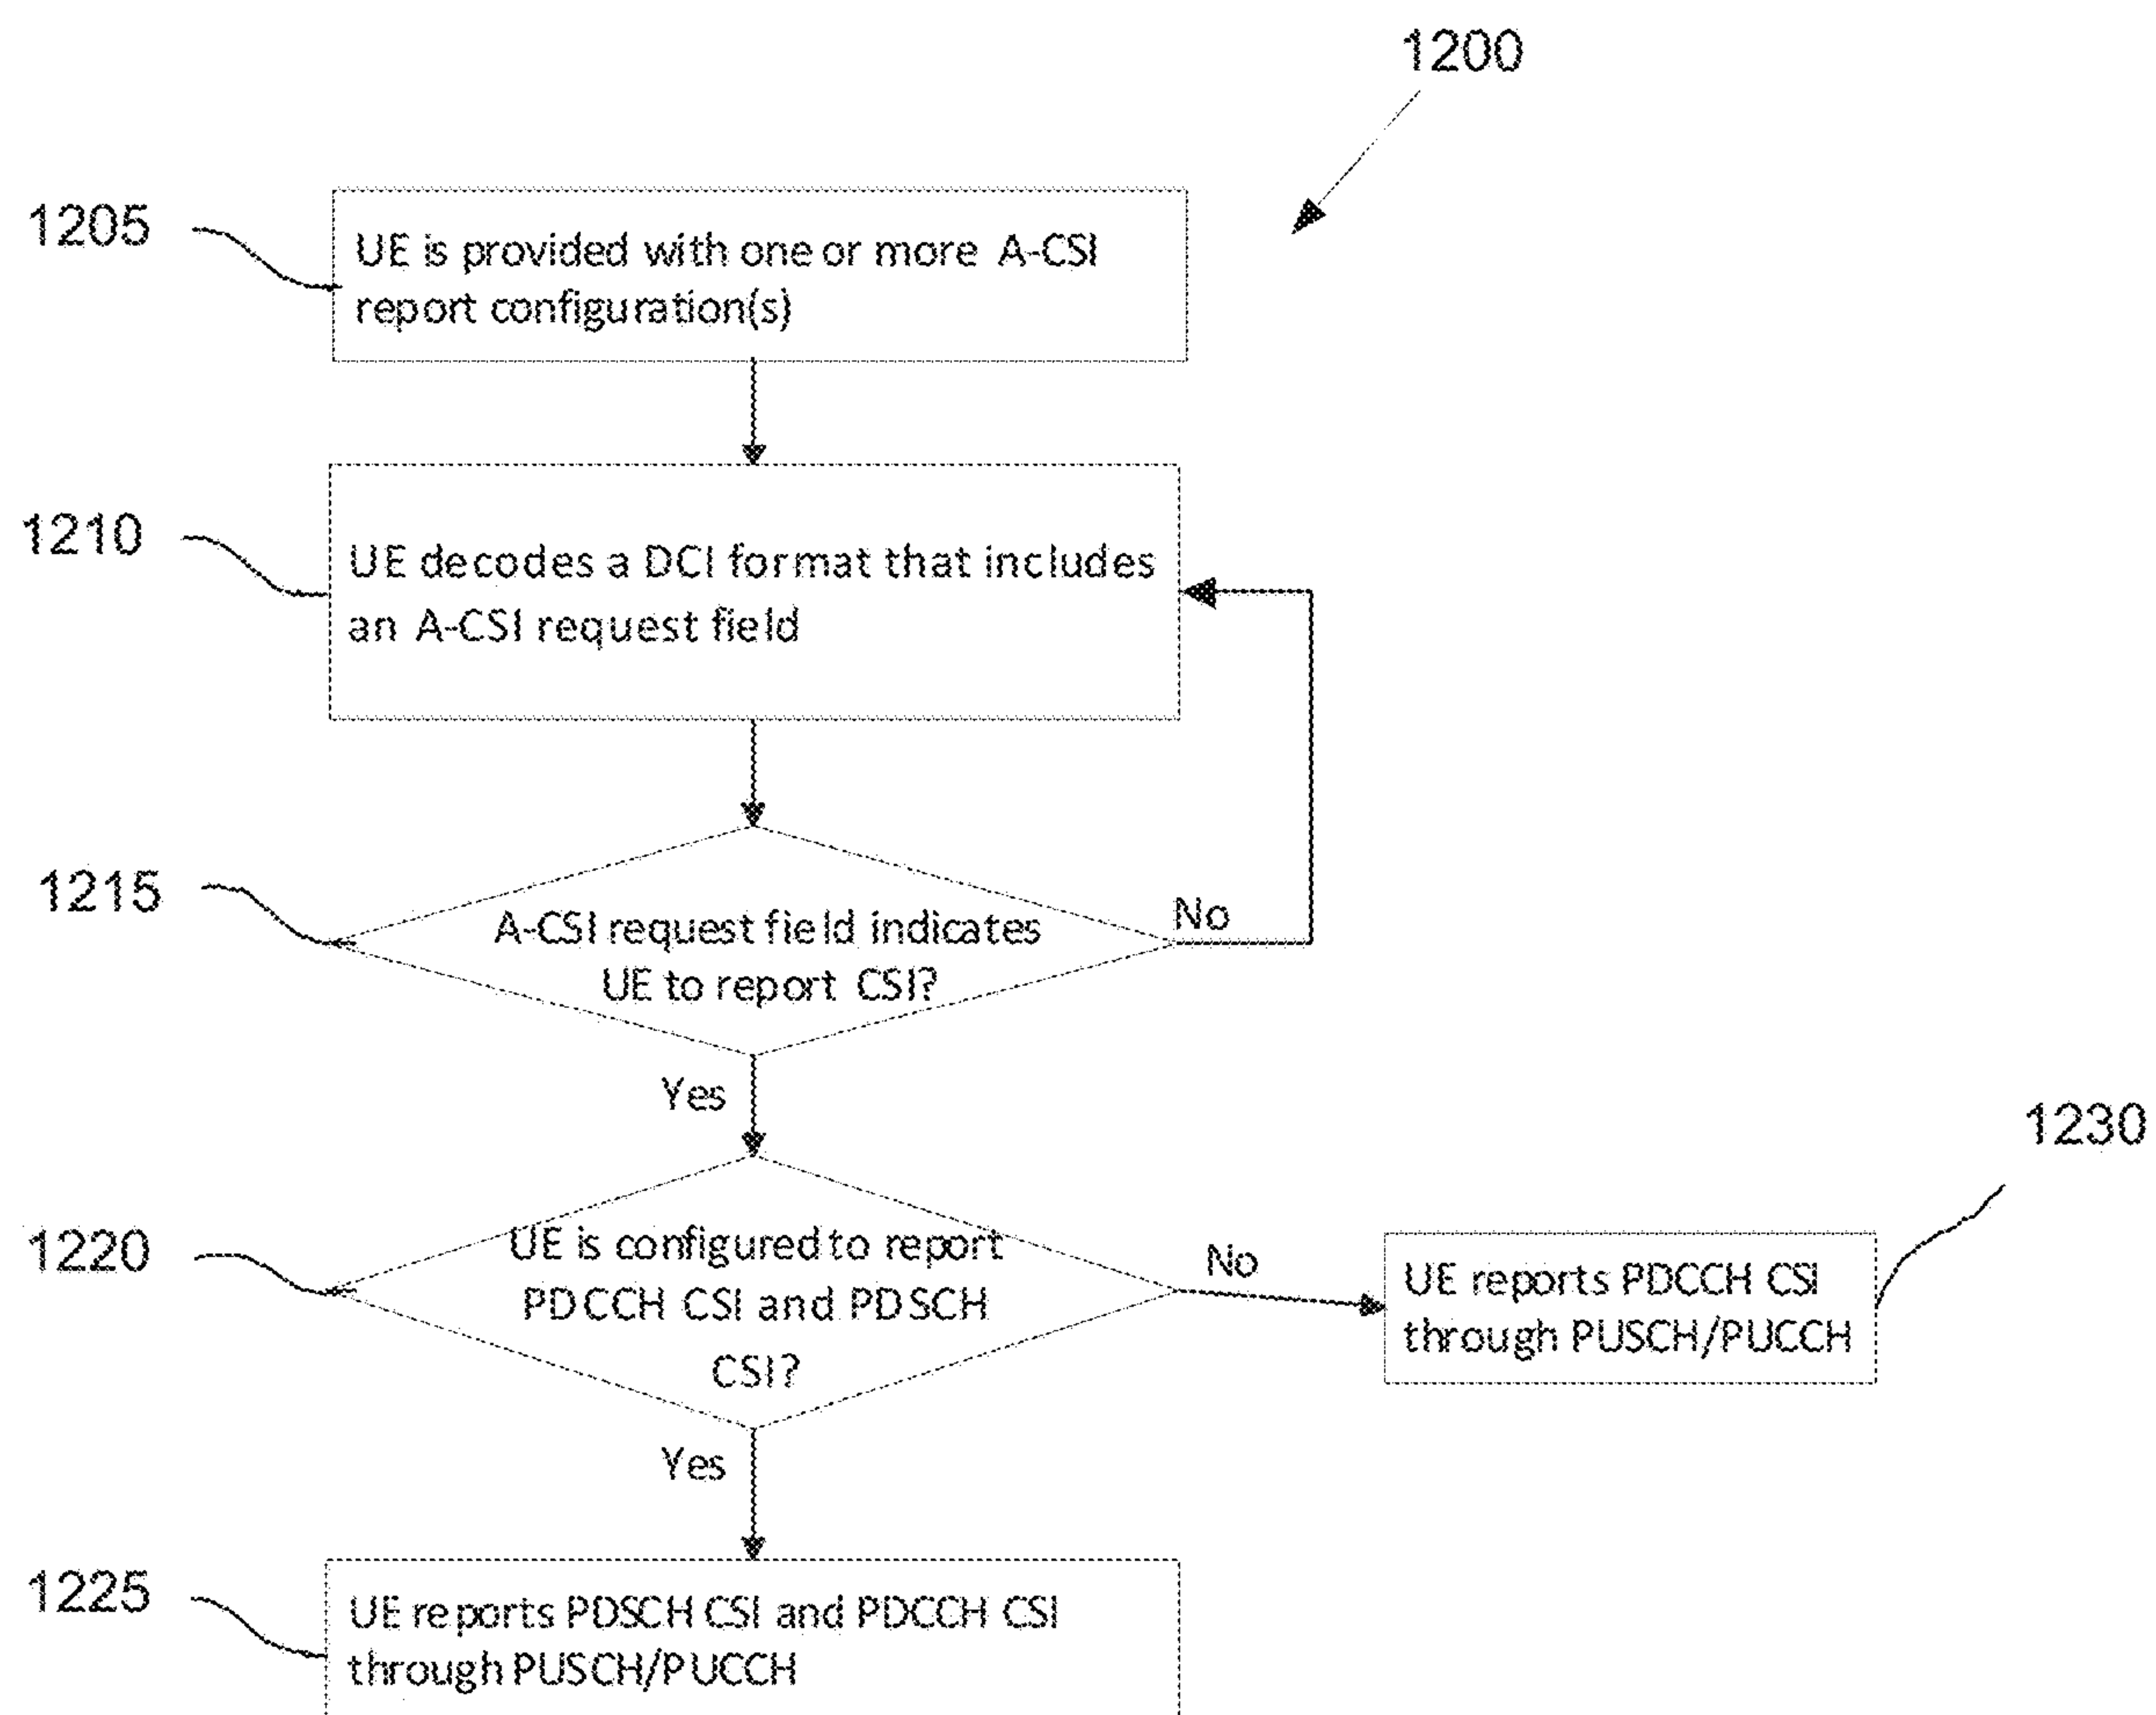 1200
1205
UE is provided with one or more A-CSI
report configuration(s)
1210
UE decodes a DCI format that includes
an A-CSI request field
1215
A-CSI request field indicates
UE to report CSI?
No
Yes
1220
UE is configured to report
PDCCH CSI and PDSCH
CSI?
No
1230
UE reports PDCCH CSI
through PUSCH/PUCCH
Yes
1225
UE reports PDSCH CSI and PDCCH CSI
through PUSCH/PUCCH